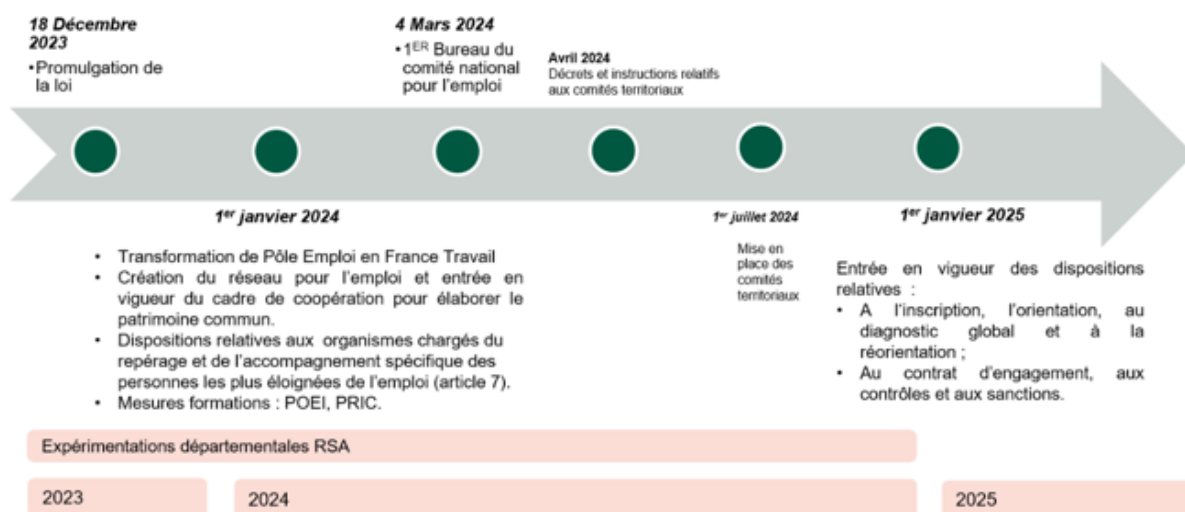 18 Décembre
2023
•Promulgation de
la loi
4 Mars 2024
•1ER Bureau du
comité national
pour l'emploi
Avril 2024
Décrets et instructions relatifs
aux comités territoriaux
1er janvier 2024
• Transformation de Pôle Emploi en France Travail
• Création du réseau pour l'emploi et entrée en
vigueur du cadre de coopération pour élaborer le
patrimoine commun.
• Dispositions relatives aux organismes chargés du
repérage et de l'accompagnement spécifique des
personnes les plus éloignées de l'emploi (article 7).
• Mesures formations : POEI, PRIC.
1er juillet 2024
Mise en
place des
comités
territoriaux
1er janvier 2025
Entrée en vigueur des dispositions
relatives :
• A l'inscription, l'orientation, au
diagnostic global et à la
réorientation ;
• Au contrat d'engagement, aux
contrôles et aux sanctions.
Expérimentations départementales RSA
2023
2024
2025